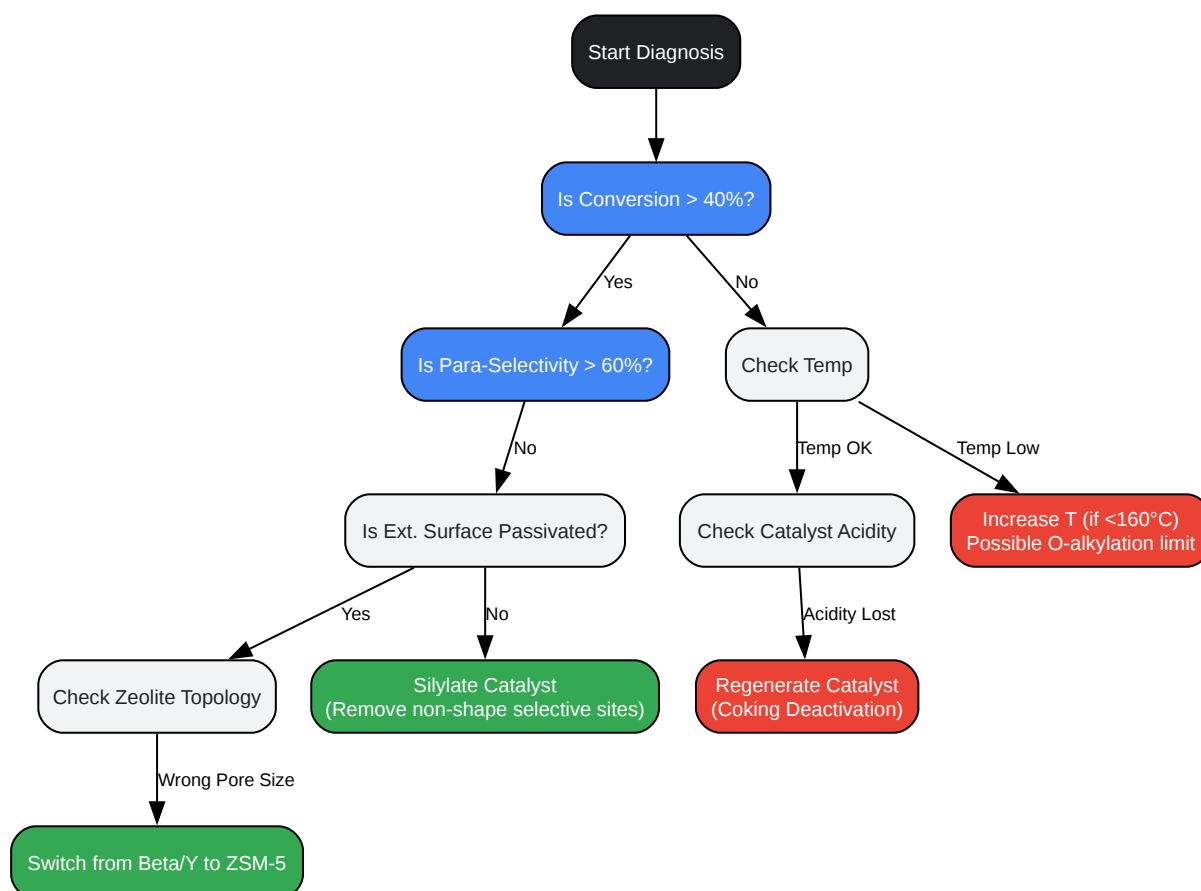 Start Diagnosis
Is Conversion > 40%?
Yes
No
Is Para-Selectivity > 60%?
Check Temp
No
Temp OK
Temp Low
Is Ext. Surface Passivated?
Check Catalyst Acidity
Increase T (if <160°C)
Possible O-alkylation limit
Yes
No
Acidity Lost
Check Zeolite Topology
Silylate Catalyst
(Remove non-shape selective sites)
Regenerate Catalyst
(Coking Deactivation)
Wrong Pore Size
Switch from Beta/Y to ZSM-5